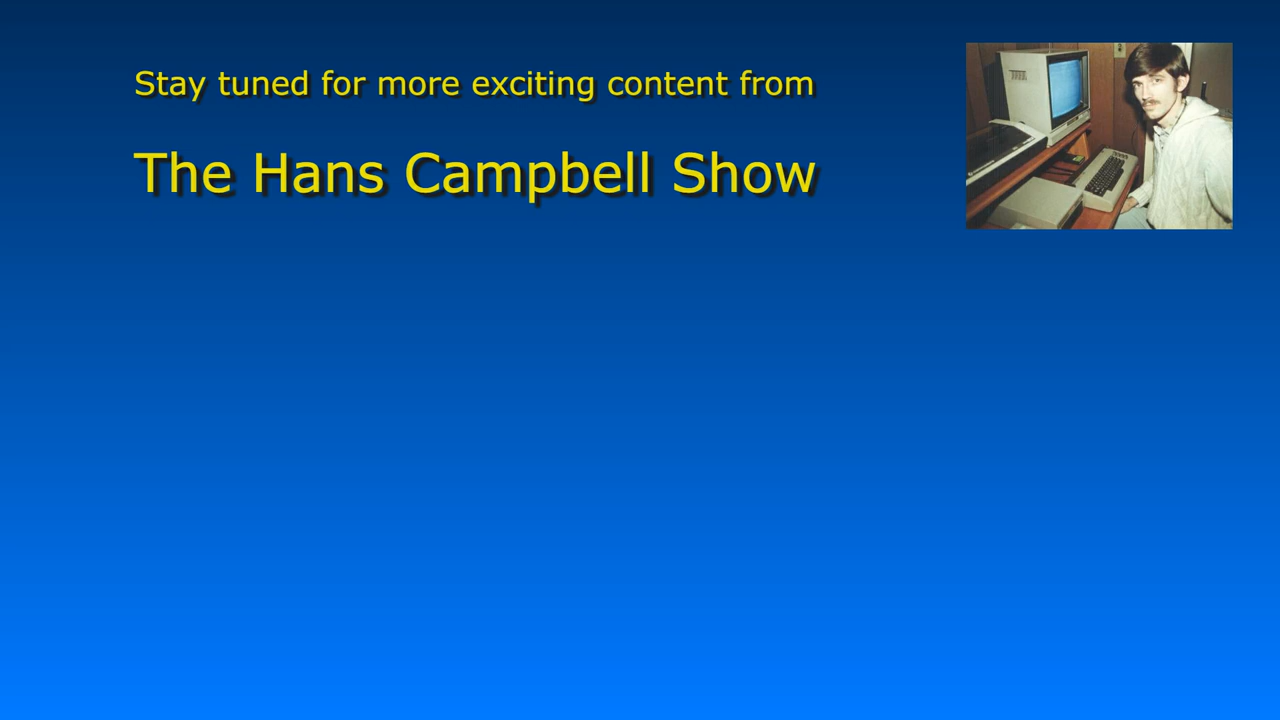 Stay tuned for more exciting content from
The Hans Campbell Show